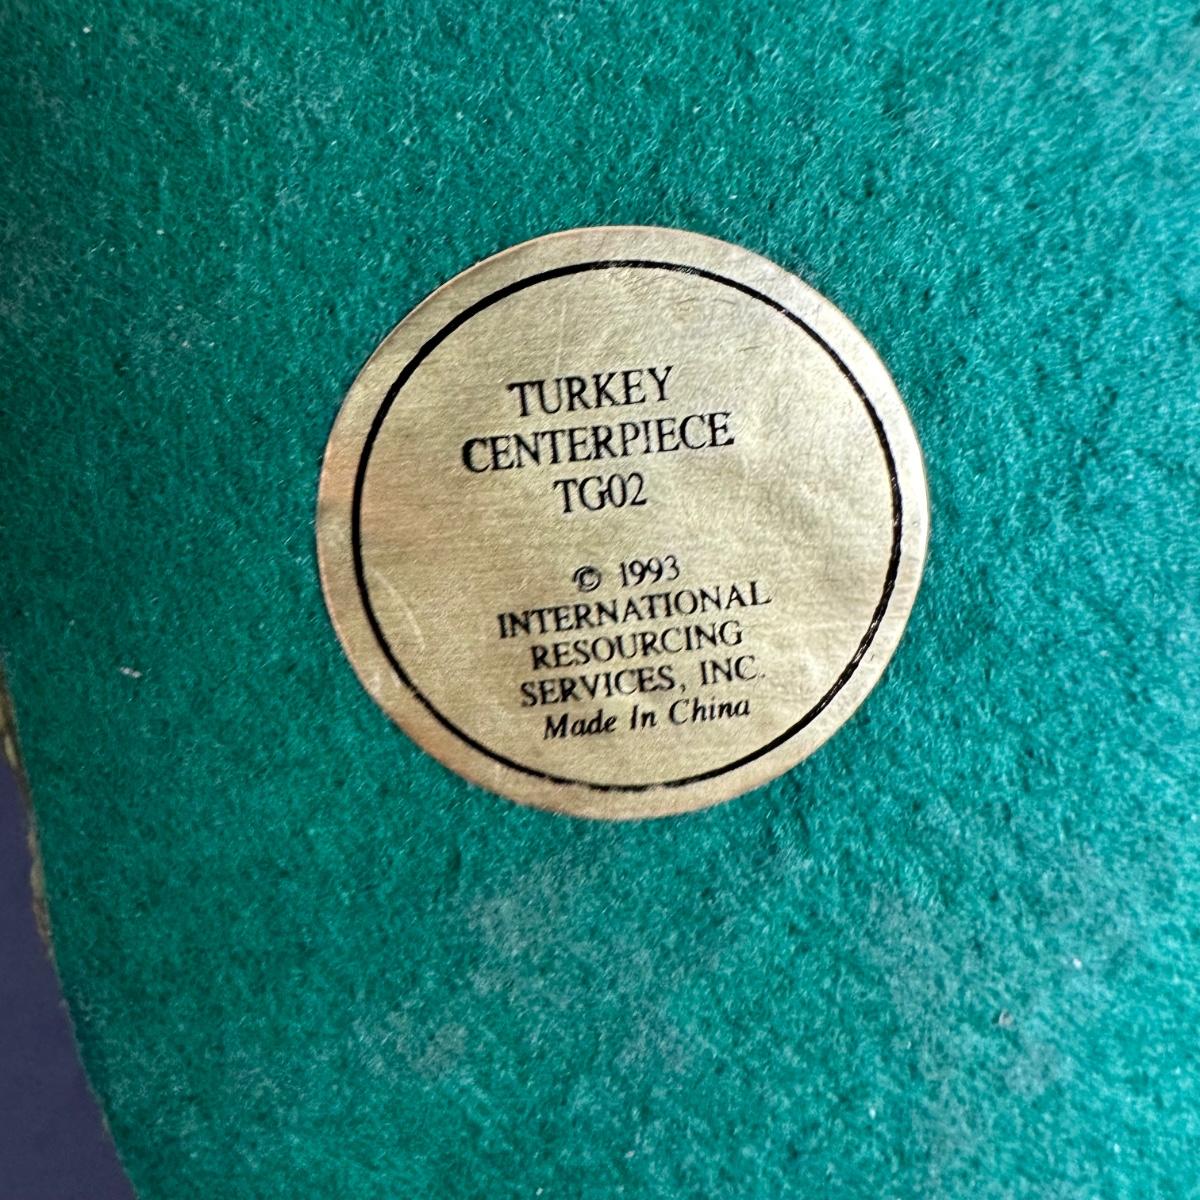 TURKEY
CENTERPIECE
TG02
© 1993
INTERNATIONAL
RESOURCING
SERVICES, INC.
Made In China